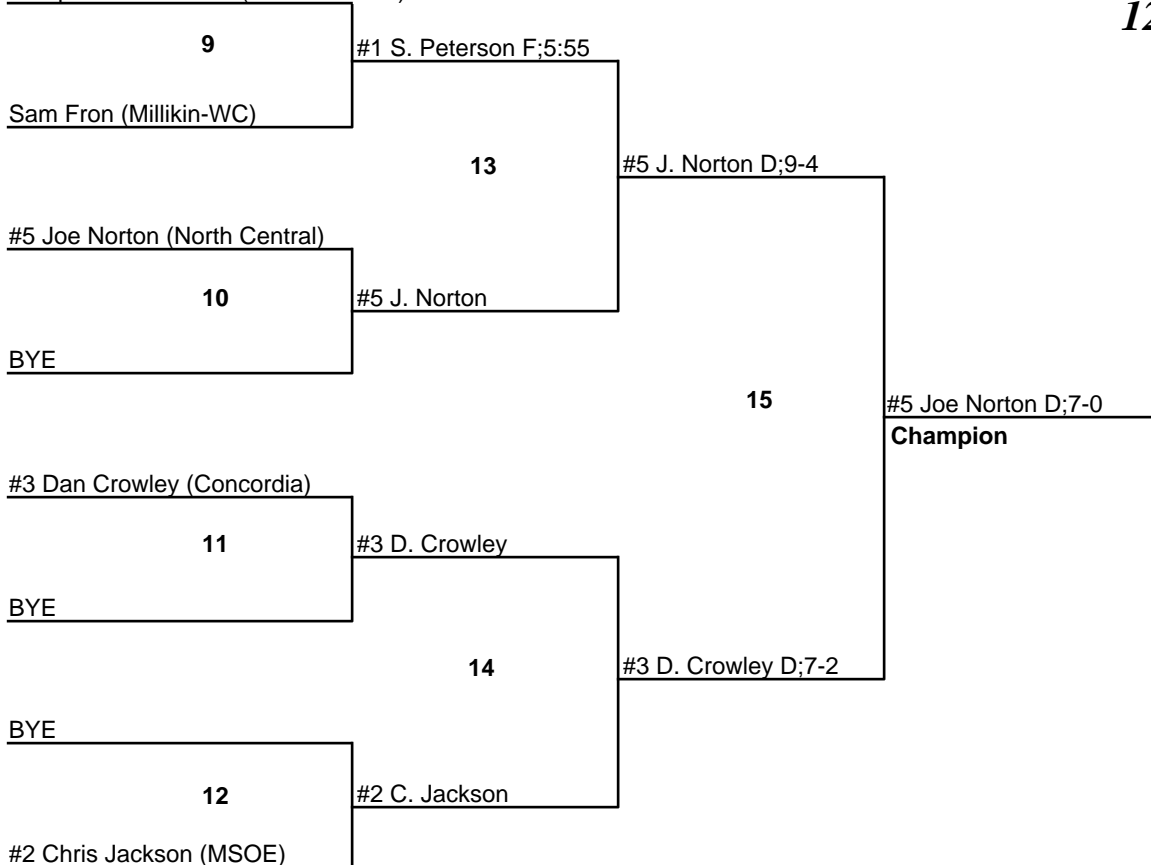 12
9
#1 S. Peterson F;5:55
Sam Fron (Millikin-WC)
13
#5 J. Norton D;9-4
#5 Joe Norton (North Central)
10
#5 J. Norton
BYE
15
#5 Joe Norton D;7-0
Champion
#3 Dan Crowley (Concordia)
11
#3 D. Crowley
BYE
14
#3 D. Crowley D;7-2
BYE
12
#2 C. Jackson
#2 Chris Jackson (MSOE)